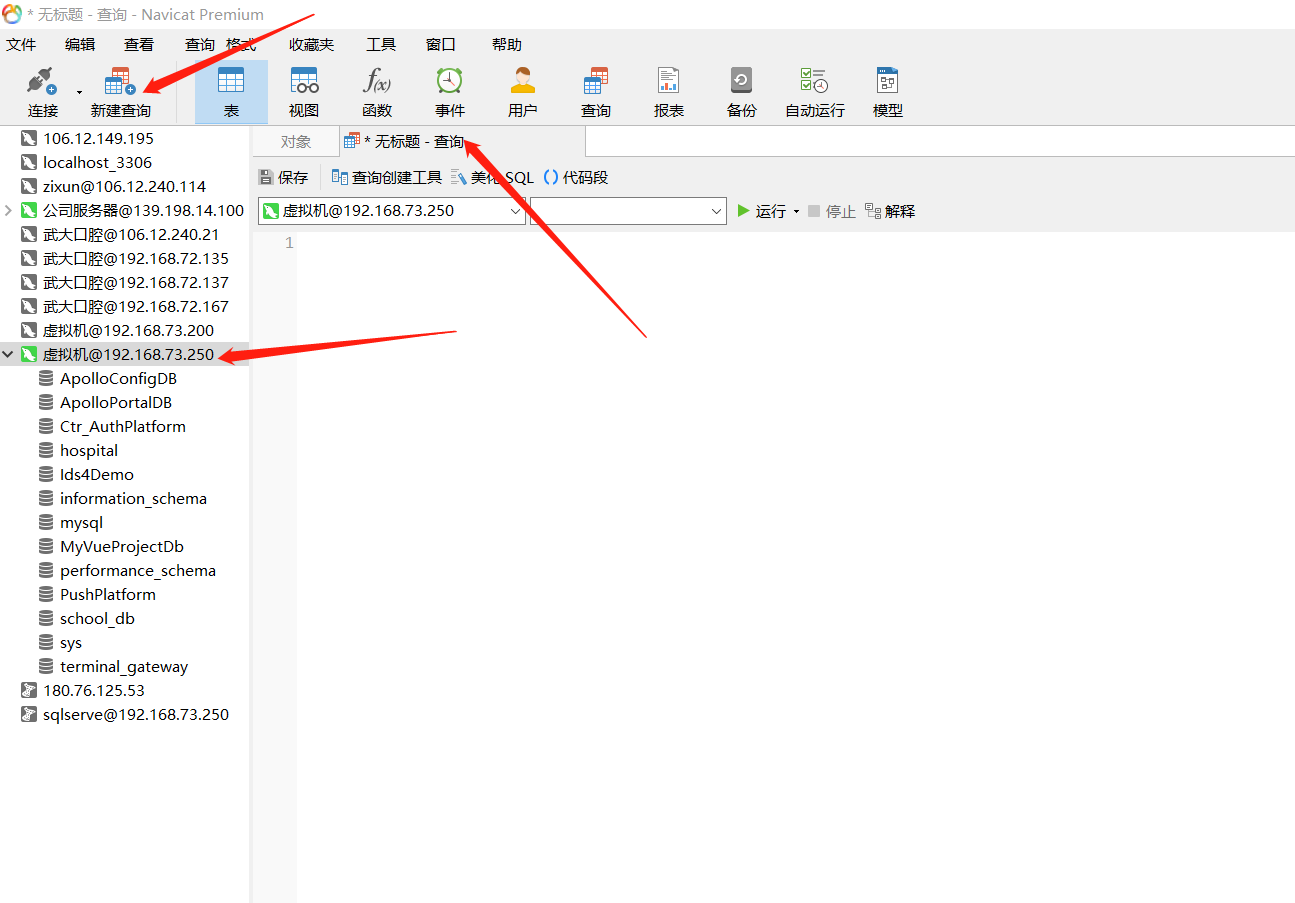 * 无标题 - 查询 - Navicat Premium
文件 编辑 查看 查询 格式 收藏夹 工具 窗口 帮助
连接 新建查询 表 视图 f(x) 函数 事件 用户 查询 报表 备份 自动运行 模型
对象 * 无标题 - 查询
保存 查询创建工具 美化 SQL () 代码段
虚拟机@192.168.73.250 运行 停止 解释
1
106.12.149.195
localhost_3306
zixun@106.12.240.114
公司服务器@139.198.14.100
武大口腔@106.12.240.21
武大口腔@192.168.72.135
武大口腔@192.168.72.137
武大口腔@192.168.72.167
虚拟机@192.168.73.200
虚拟机@192.168.73.250
ApolloConfigDB
ApolloPortalDB
Ctr_AuthPlatform
hospital
Ids4Demo
information_schema
mysql
MyVueProjectDb
performance_schema
PushPlatform
school_db
sys
terminal_gateway
180.76.125.53
sqlserve@192.168.73.250